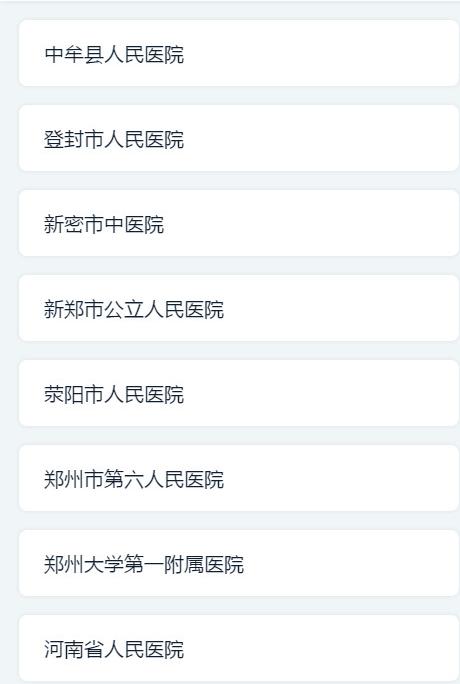 中牟县人民医院
登封市人民医院
新密市中医院
新郑市公立人民医院
荥阳市人民医院
郑州市第六人民医院
郑州大学第一附属医院
河南省人民医院